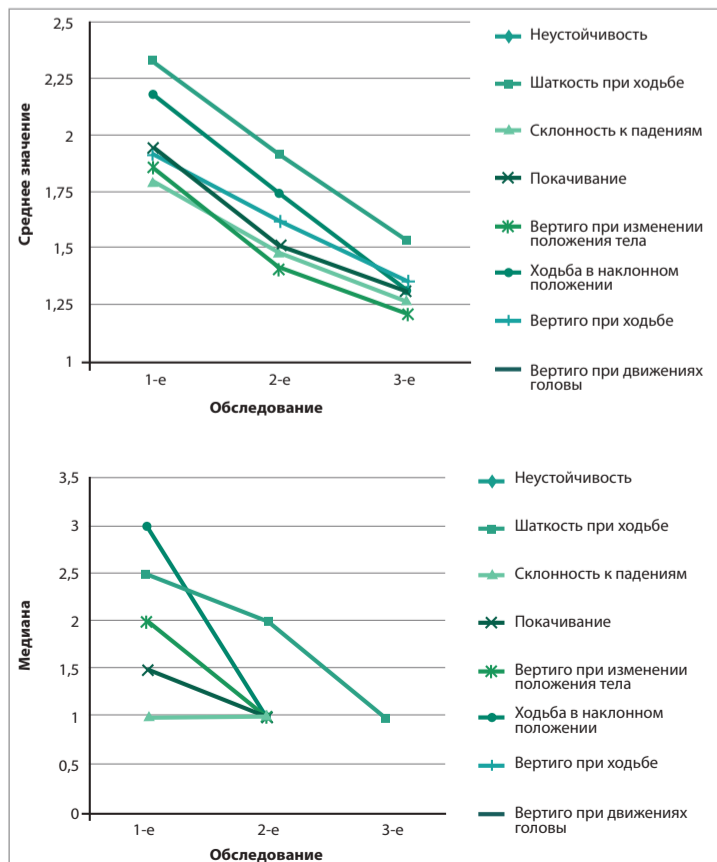 2,5
2,25
2
1,75
1,5
1,25
1
Среднее значение
1-е
2-е
3-е
Обследование
Неустойчивость
Шаткость при ходьбе
Склонность к падениям
Покачивание
Вертиго при изменении
положения тела
Ходьба в наклонном
положении
Вертиго при ходьбе
Вертиго при движениях
головы
3,5
3
2,5
2
1,5
1
0,5
0
Медиана
1-е
2-е
3-е
Обследование
Неустойчивость
Шаткость при ходьбе
Склонность к падениям
Покачивание
Вертиго при изменении
положения тела
Ходьба в наклонном
положении
Вертиго при ходьбе
Вертиго при движениях
головы